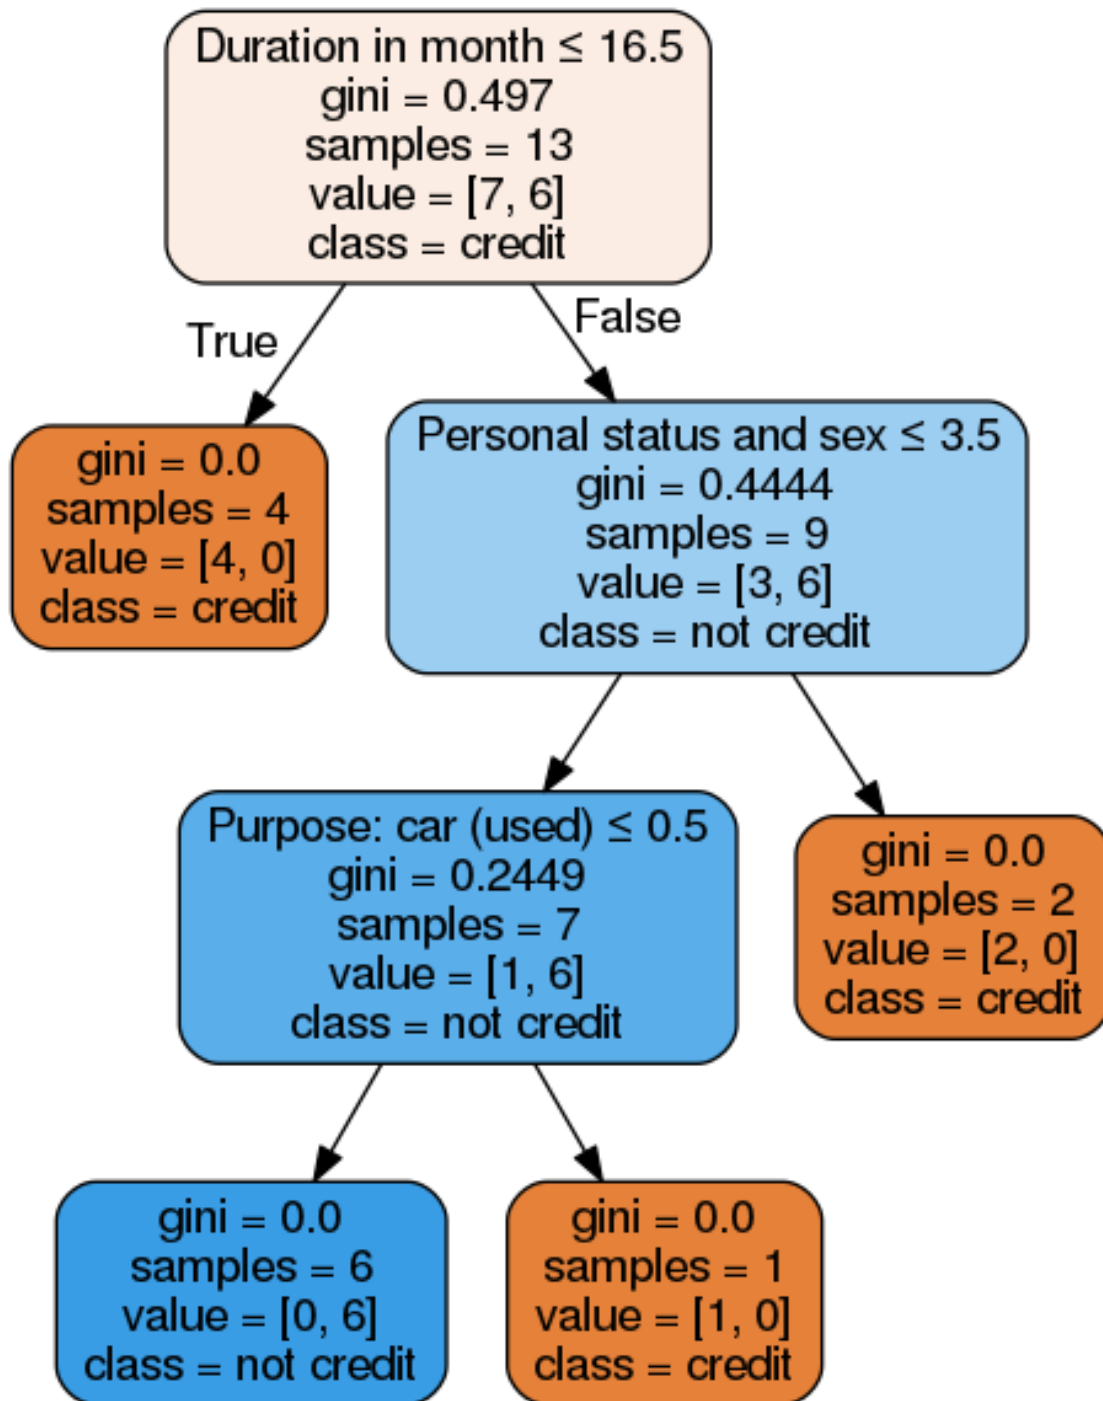 Duration in month ≤ 16.5
gini = 0.497
samples = 13
value = [7, 6]
class = credit
True
False
gini = 0.0
samples = 4
value = [4, 0]
class = credit
Personal status and sex ≤ 3.5
gini = 0.4444
samples = 9
value = [3, 6]
class = not credit
Purpose: car (used) ≤ 0.5
gini = 0.2449
samples = 7
value = [1, 6]
class = not credit
gini = 0.0
samples = 2
value = [2, 0]
class = credit
gini = 0.0
samples = 6
value = [0, 6]
class = not credit
gini = 0.0
samples = 1
value = [1, 0]
class = credit